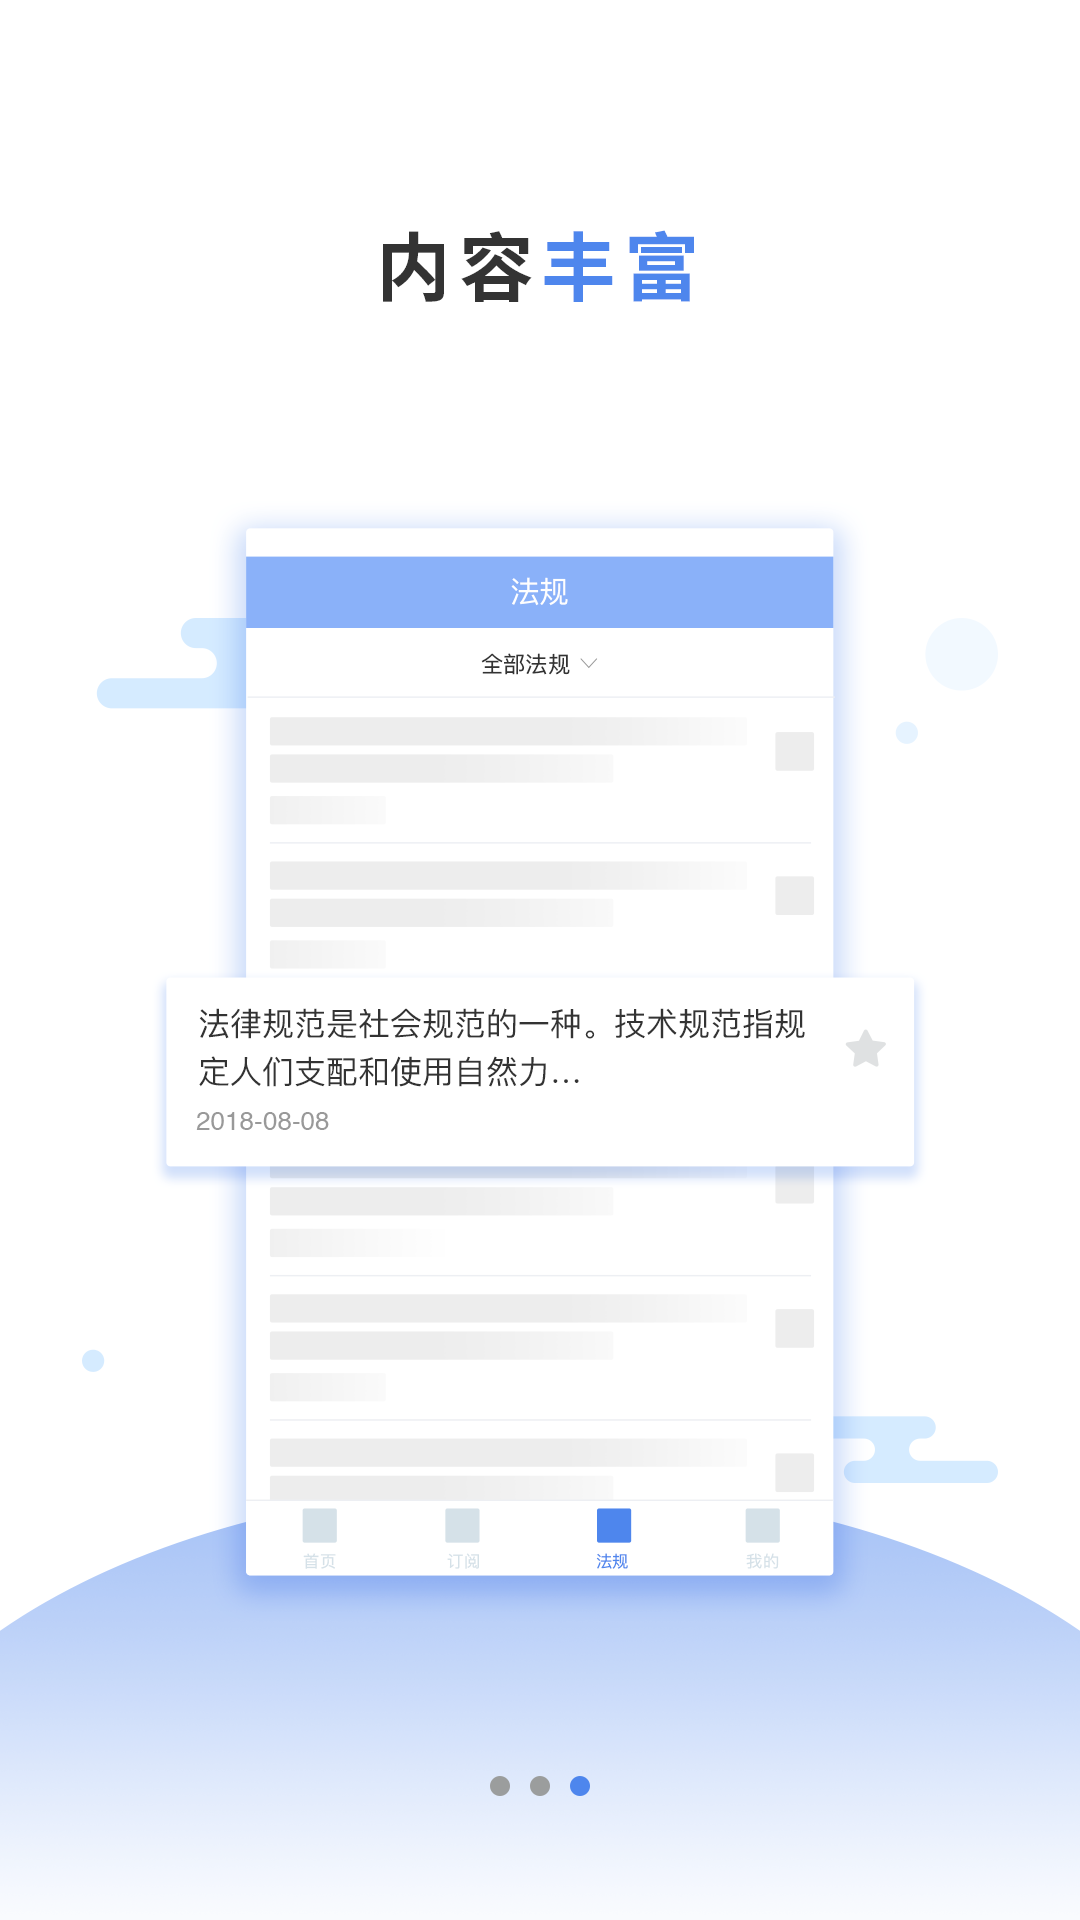 内容丰富
法规
全部法规
法律规范是社会规范的一种。技术规范指规
定人们支配和使用自然力...
2018-08-08
首页 订阅 法规 我的